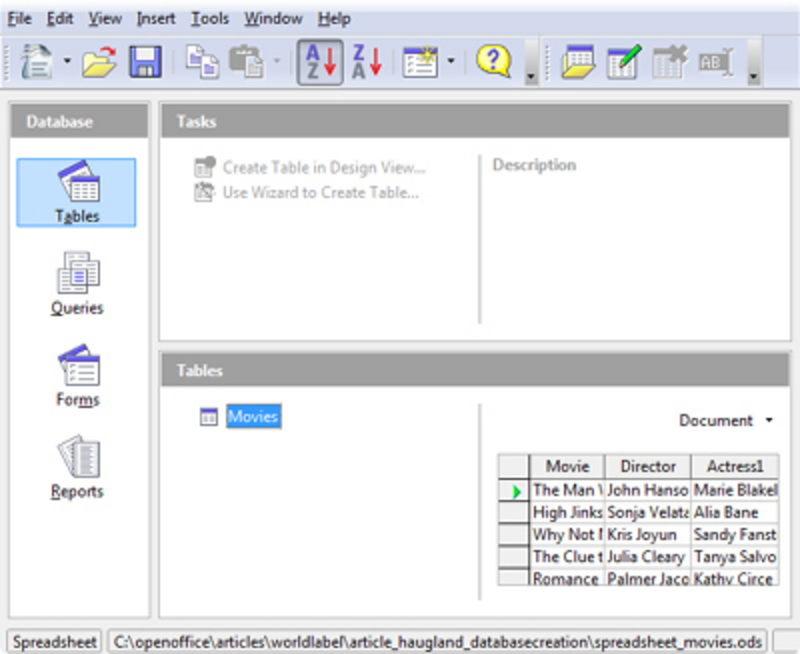 File Edit View Insert Tools Window Help
Database
Tables
Queries
Forms
Reports
Tasks
Create Table in Design View...
Use Wizard to Create Table...
Description
Tables
Movies
Document
Movie Director Actress1
The Man John Hanso Marie Blakel
High Jinks Sonja Velata Alia Bane
Why Not Kris Joyun Sandy Fanst
The Clue t Julia Cleary Tanya Salvo
Romance Palmer Jaco Kathy Circe
Spreadsheet C:\openoffice\articles\worldlabel\article_haugland_databasecreation\spreadsheet_movies.ods